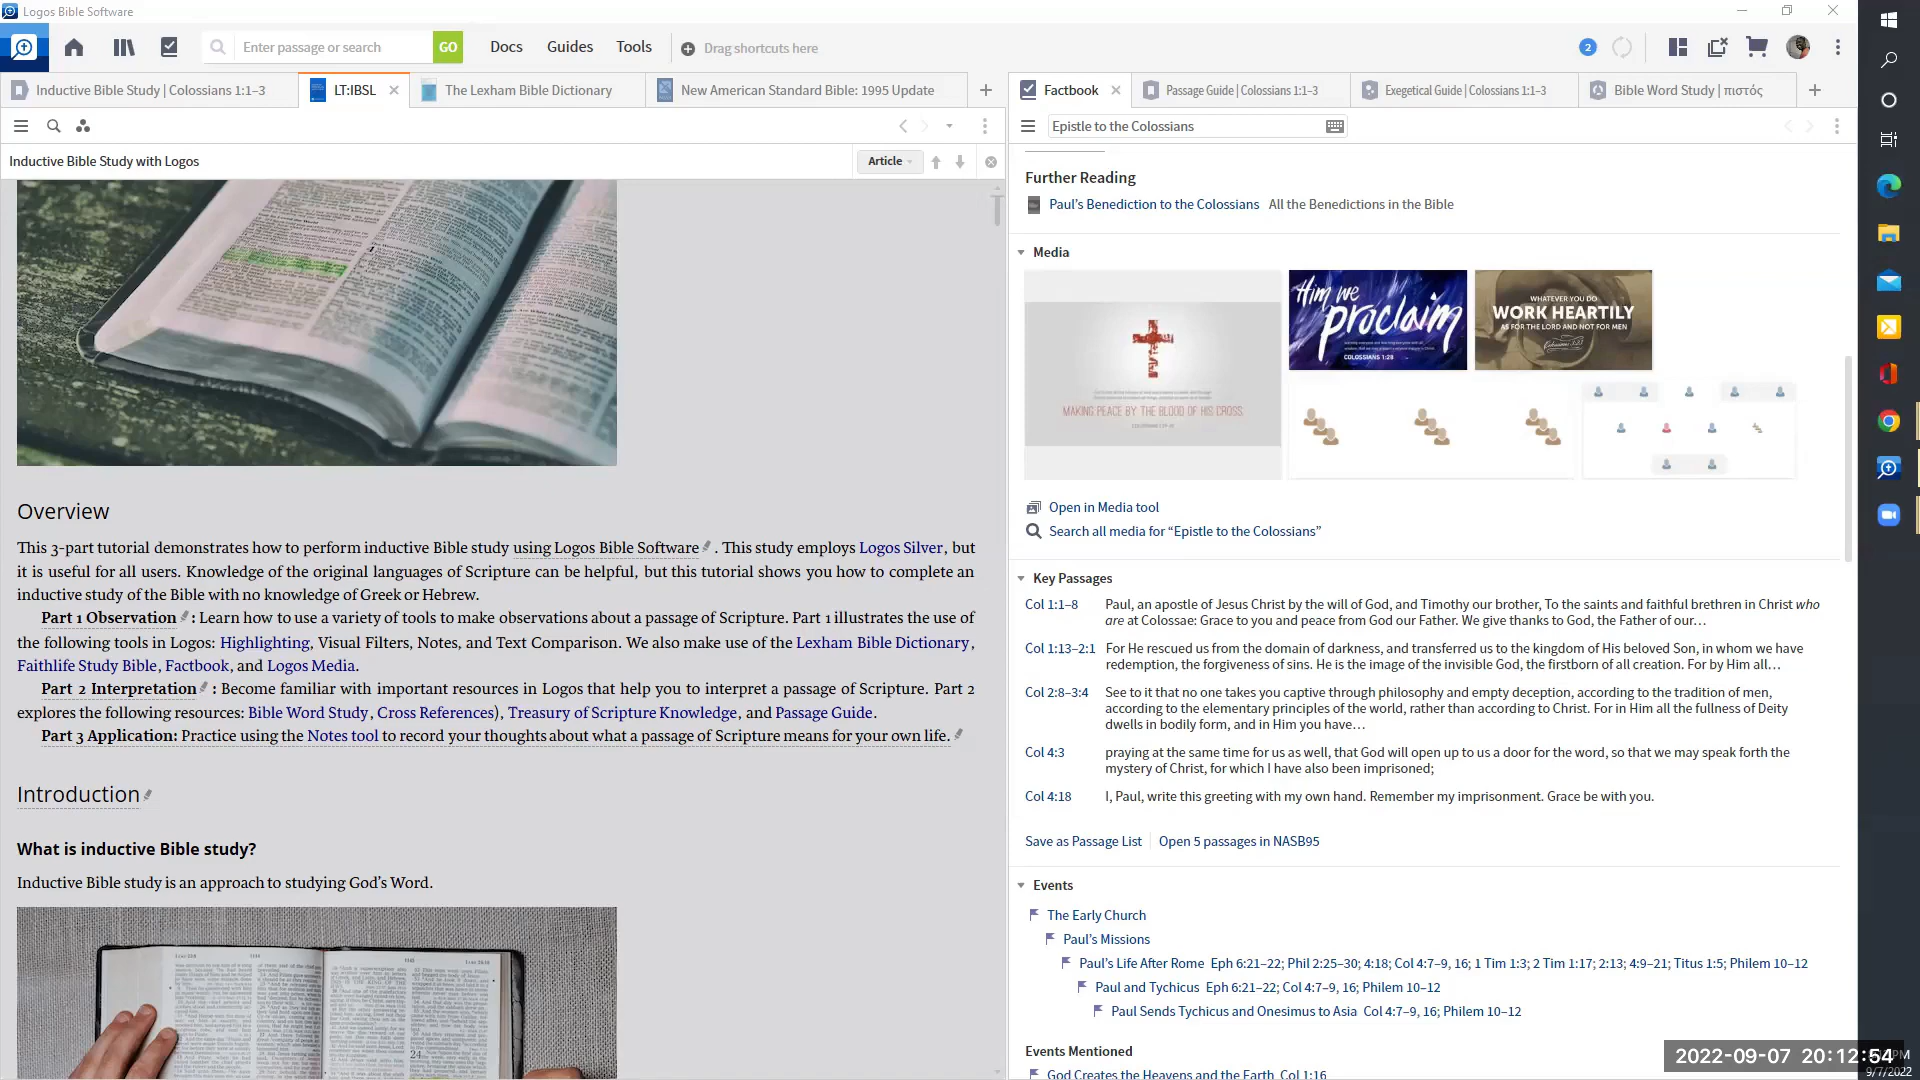 Logos Bible Software
Enter passage or search
GO
Docs
Guides
Tools
Drag shortcuts here
2
Inductive Bible Study | Colossians 1:1–3
LT:IBSL
The Lexham Bible Dictionary
New American Standard Bible: 1995 Update
Inductive Bible Study with Logos
Article
Overview
This 3-part tutorial demonstrates how to perform inductive Bible study using Logos Bible Software. This study employs Logos Silver, but
it is useful for all users. Knowledge of the original languages of Scripture can be helpful, but this tutorial shows you how to complete an
inductive study of the Bible with no knowledge of Greek or Hebrew.
Part 1 Observation : Learn how to use a variety of tools to make observations about a passage of Scripture. Part 1 illustrates the use of
the following tools in Logos: Highlighting, Visual Filters, Notes, and Text Comparison. We also make use of the Lexham Bible Dictionary,
Faithlife Study Bible, Factbook, and Logos Media.
Part 2 Interpretation : Become familiar with important resources in Logos that help you to interpret a passage of Scripture. Part 2
explores the following resources: Bible Word Study, Cross References), Treasury of Scripture Knowledge, and Passage Guide.
Part 3 Application: Practice using the Notes tool to record your thoughts about what a passage of Scripture means for your own life.
Introduction
What is inductive Bible study?
Inductive Bible study is an approach to studying God’s Word.
24
Factbook
Passage Guide | Colossians 1:1–3
Exegetical Guide | Colossians 1:1–3
Bible Word Study | πιστός
Epistle to the Colossians
Further Reading
Paul’s Benediction to the Colossians All the Benedictions in the Bible
Media
MAKING PEACE BY THE BLOOD OF HIS CROSS
Him we
proclaim
COLOSSIANS 1:28
WHATEVER YOU DO
WORK HEARTILY
AS FOR THE LORD AND NOT FOR MEN
Colossians 3:23
Open in Media tool
Search all media for “Epistle to the Colossians”
Key Passages
Col 1:1–8 Paul, an apostle of Jesus Christ by the will of God, and Timothy our brother, To the saints and faithful brethren in Christ who
are at Colossae: Grace to you and peace from God our Father. We give thanks to God, the Father of our…
Col 1:13–2:1 For He rescued us from the domain of darkness, and transferred us to the kingdom of His beloved Son, in whom we have
redemption, the forgiveness of sins. He is the image of the invisible God, the firstborn of all creation. For by Him all…
Col 2:8–3:4 See to it that no one takes you captive through philosophy and empty deception, according to the tradition of men,
according to the elementary principles of the world, rather than according to Christ. For in Him all the fullness of Deity
dwells in bodily form, and in Him you have…
Col 4:3 praying at the same time for us as well, that God will open up to us a door for the word, so that we may speak forth the
mystery of Christ, for which I have also been imprisoned;
Col 4:18 I, Paul, write this greeting with my own hand. Remember my imprisonment. Grace be with you.
Save as Passage List
Open 5 passages in NASB95
Events
The Early Church
Paul’s Missions
Paul’s Life After Rome Eph 6:21–22; Phil 2:25–30; 4:18; Col 4:7–9, 16; 1 Tim 1:3; 2 Tim 1:17; 2:13; 4:9–21; Titus 1:5; Philem 10–12
Paul and Tychicus Eph 6:21–22; Col 4:7–9, 16; Philem 10–12
Paul Sends Tychicus and Onesimus to Asia Col 4:7–9, 16; Philem 10–12
Events Mentioned
God Creates the Heavens and the Earth Col 1:16
2022-09-07 20:12:54
PM
9/7/2022